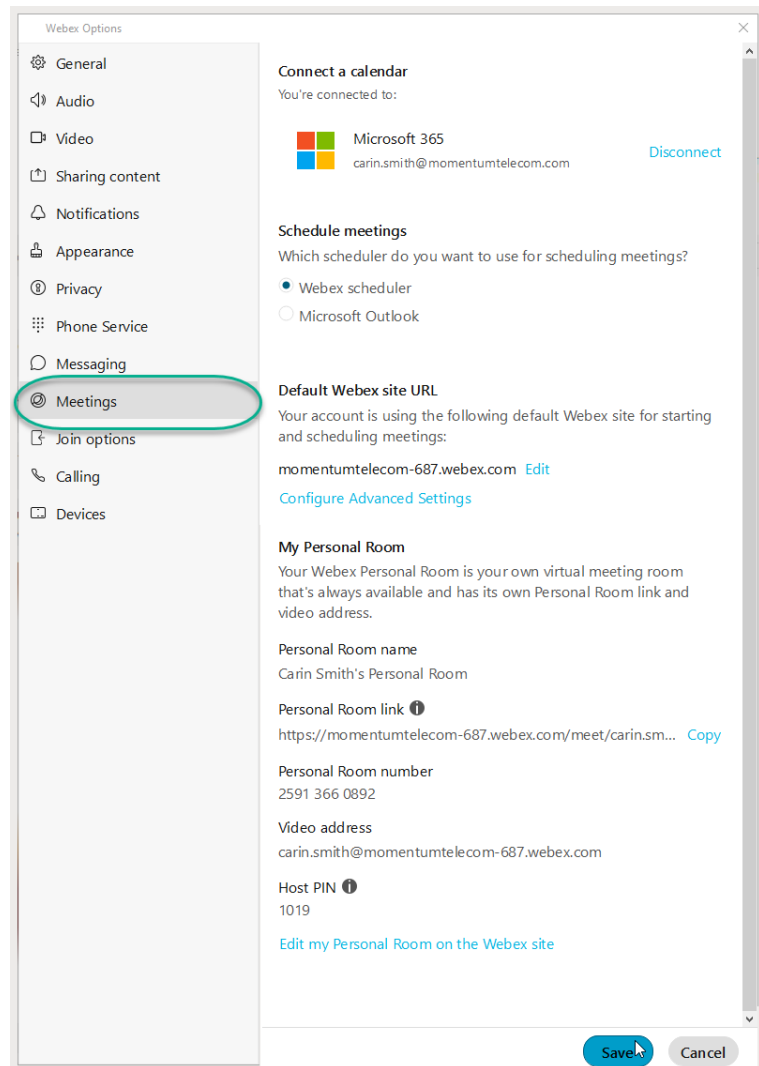 Webex Options
General
Audio
Video
Sharing content
Notifications
Appearance
Privacy
Phone Service
Messaging
Meetings
Join options
Calling
Devices
Connect a calendar
You're connected to:
Microsoft 365
carin.smith@momentumtelecom.com
Disconnect
Schedule meetings
Which scheduler do you want to use for scheduling meetings?
Webex scheduler
Microsoft Outlook
Default Webex site URL
Your account is using the following default Webex site for starting
and scheduling meetings:
momentumtelecom-687.webex.com Edit
Configure Advanced Settings
My Personal Room
Your Webex Personal Room is your own virtual meeting room
that's always available and has its own Personal Room link and
video address.
Personal Room name
Carin Smith's Personal Room
Personal Room link
https://momentumtelecom-687.webex.com/meet/carin.sm... Copy
Personal Room number
2591 366 0892
Video address
carin.smith@momentumtelecom-687.webex.com
Host PIN
1019
Edit my Personal Room on the Webex site
Save Cancel